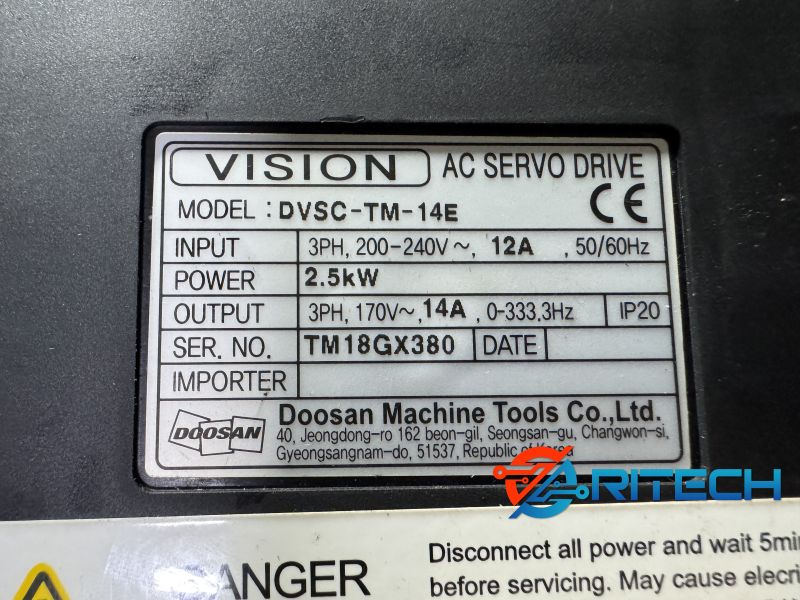 VISION AC SERVO DRIVE
MODEL : DVSC-TM-14E
CE
INPUT 3PH, 200-240V~, 12A , 50/60Hz
POWER 2.5kW
OUTPUT 3PH, 170V~, 14A , 0-333.3Hz IP20
SER. NO. TM18GX380 DATE
IMPORTER
DOOSAN Doosan Machine Tools Co.,Ltd.
40, Jeongdong-ro 162 beon-gil, Seongsan-gu, Changwon-si,
Gyeongsangnam-do, 51537, Republic of Korea
ARITECH
ANGER
Disconnect all power and wait 5min
before servicing. May cause elecri